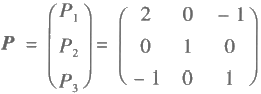 P = (P₁ P₂ P₃) = (2 0 -1
0 1 0
-1 0 1)